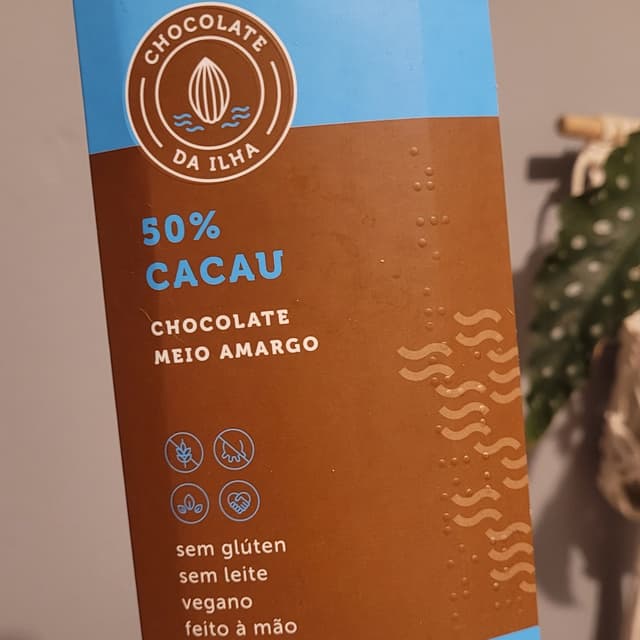 CHOCOLATE
DA ILHA
50%
CACAU
CHOCOLATE
MEIO AMARGO
sem glúten
sem leite
vegano
feito à mão